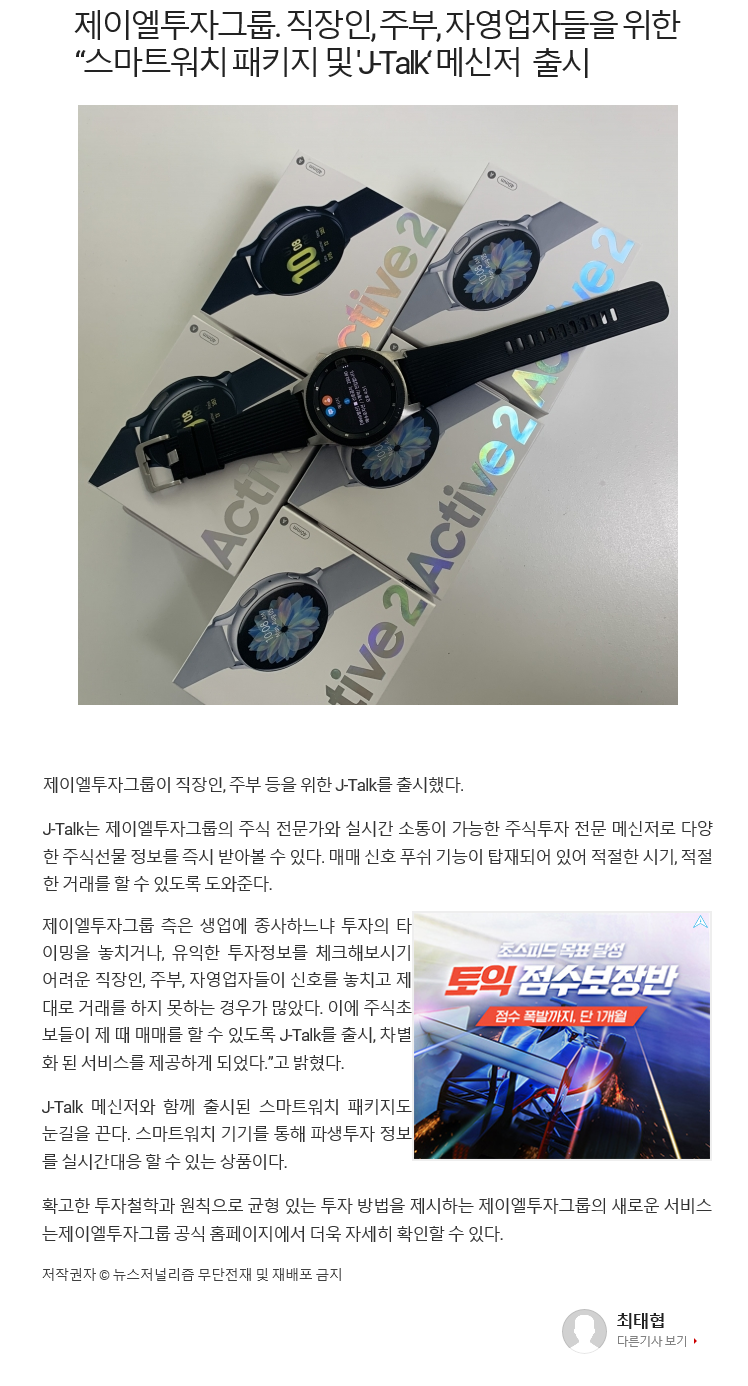 제이엘투자그룹. 직장인, 주부, 자영업자들을 위한
“스마트워치 패키지 및 'J-Talk‘ 메신저 출시
Active2
Active2
Active2
Active2
10:08
10:08
제이엘투자그룹이 직장인, 주부 등을 위한 J-Talk를 출시했다.
J-Talk는 제이엘투자그룹의 주식 전문가와 실시간 소통이 가능한 주식투자 전문 메신저로 다양
한 주식선물 정보를 즉시 받아볼 수 있다. 매매 신호 푸쉬 기능이 탑재되어 있어 적절한 시기, 적절
한 거래를 할 수 있도록 도와준다.
제이엘투자그룹 측은 생업에 종사하느냐 투자의 타
이밍을 놓치거나, 유익한 투자정보를 체크해보시기
어려운 직장인, 주부, 자영업자들이 신호를 놓치고 제
대로 거래를 하지 못하는 경우가 많았다. 이에 주식초
보들이 제 때 매매를 할 수 있도록 J-Talk를 출시, 차별
화 된 서비스를 제공하게 되었다.”고 밝혔다.
초스피드 목표 달성
토익 점수보장반
점수 폭발까지, 단 1개월
J-Talk 메신저와 함께 출시된 스마트워치 패키지도
눈길을 끈다. 스마트워치 기기를 통해 파생투자 정보
를 실시간대응 할 수 있는 상품이다.
확고한 투자철학과 원칙으로 균형 있는 투자 방법을 제시하는 제이엘투자그룹의 새로운 서비스
는제이엘투자그룹 공식 홈페이지에서 더욱 자세히 확인할 수 있다.
저작권자 © 뉴스저널리즘 무단전재 및 재배포 금지
최태협
다른기사 보기